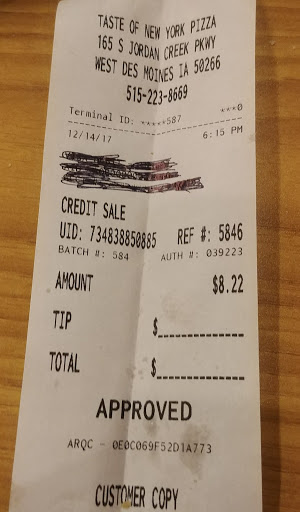 TASTE OF NEW YORK PIZZA
165 S JORDAN CREEK PKWY
WEST DES MOINES IA 50266
515-223-8669
Terminal ID: ****587 ***0
12/14/17 6:15 PM
CREDIT SALE
UID: 734838850885 REF #: 5846
BATCH #: 584 AUTH #: 039223
AMOUNT $8.22
TIP $
TOTAL $
APPROVED
ARQC - 0E0C069F52D1A773
CUSTOMER COPY